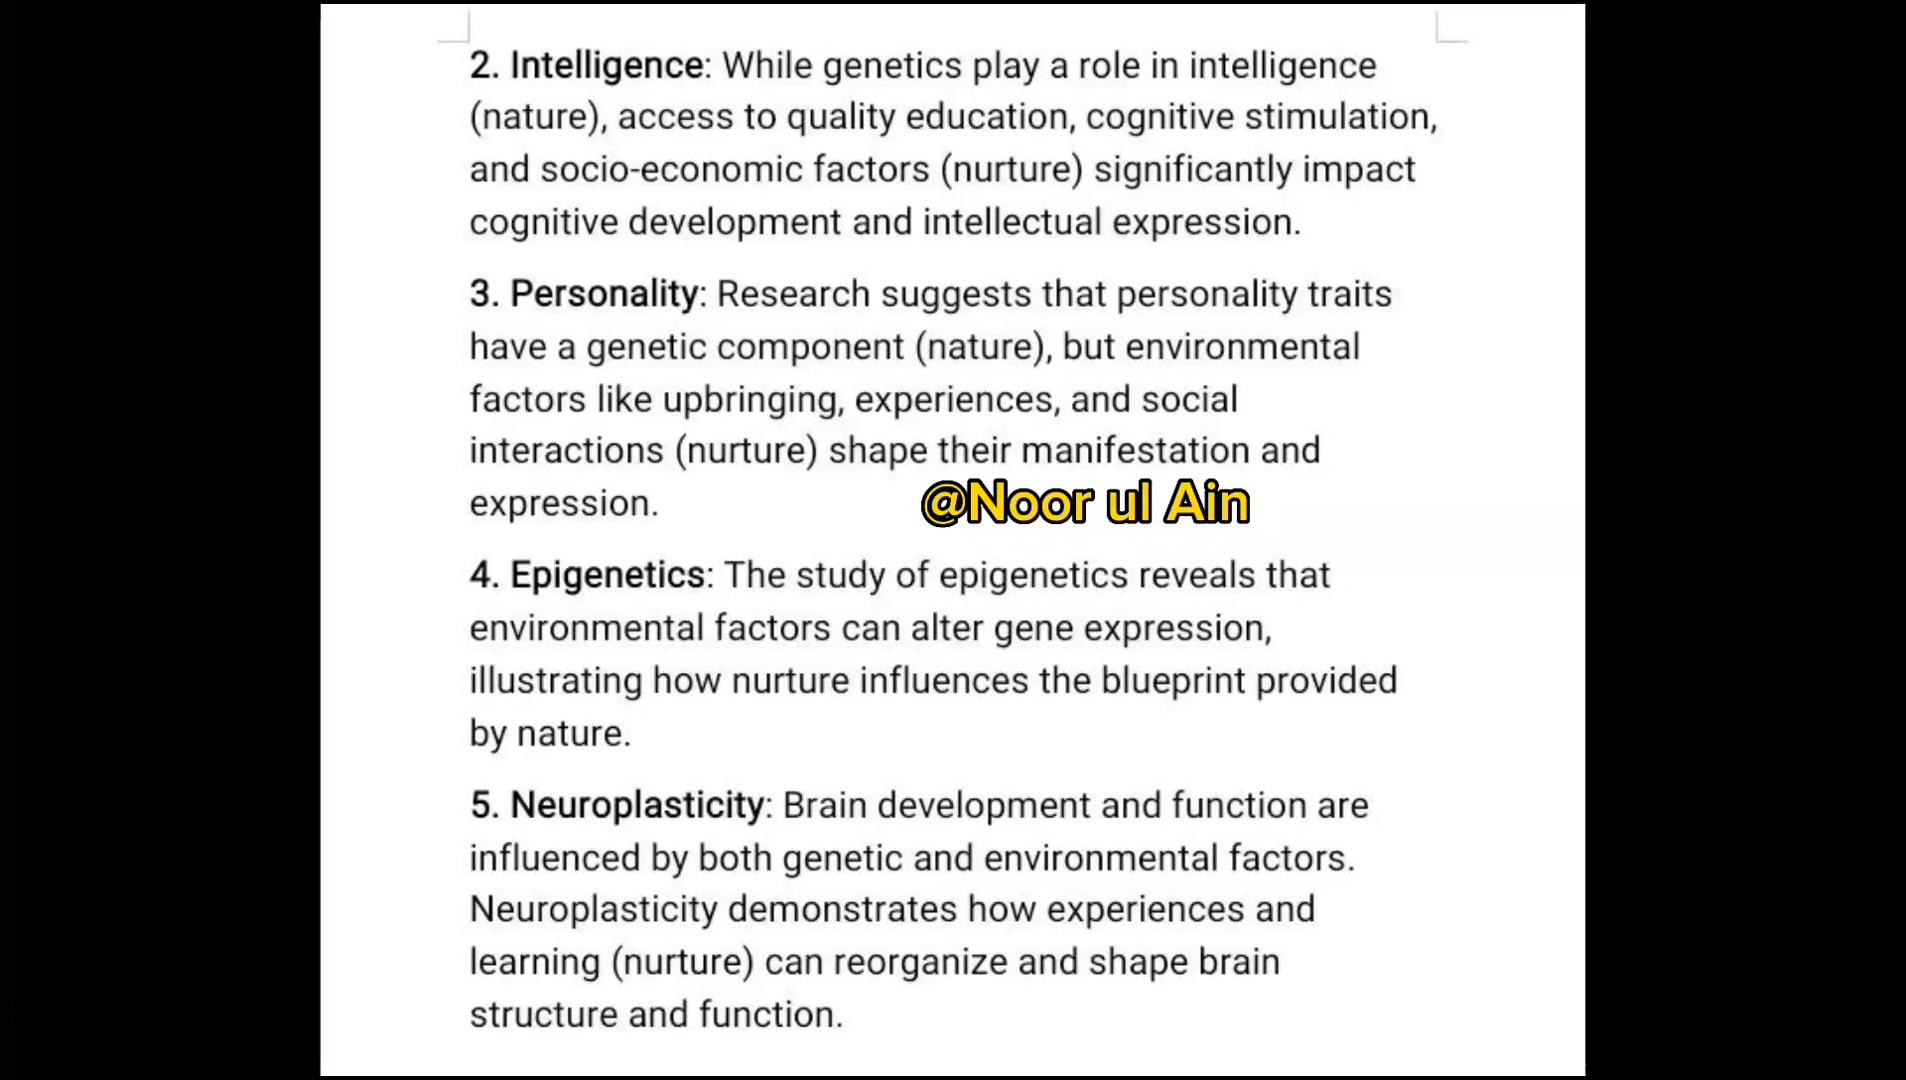 2. Intelligence: While genetics play a role in intelligence
(nature), access to quality education, cognitive stimulation,
and socio-economic factors (nurture) significantly impact
cognitive development and intellectual expression.
3. Personality: Research suggests that personality traits
have a genetic component (nature), but environmental
factors like upbringing, experiences, and social
interactions (nurture) shape their manifestation and
expression.
@Noor ul Ain
4. Epigenetics: The study of epigenetics reveals that
environmental factors can alter gene expression,
illustrating how nurture influences the blueprint provided
by nature.
5. Neuroplasticity: Brain development and function are
influenced by both genetic and environmental factors.
Neuroplasticity demonstrates how experiences and
learning (nurture) can reorganize and shape brain
structure and function.